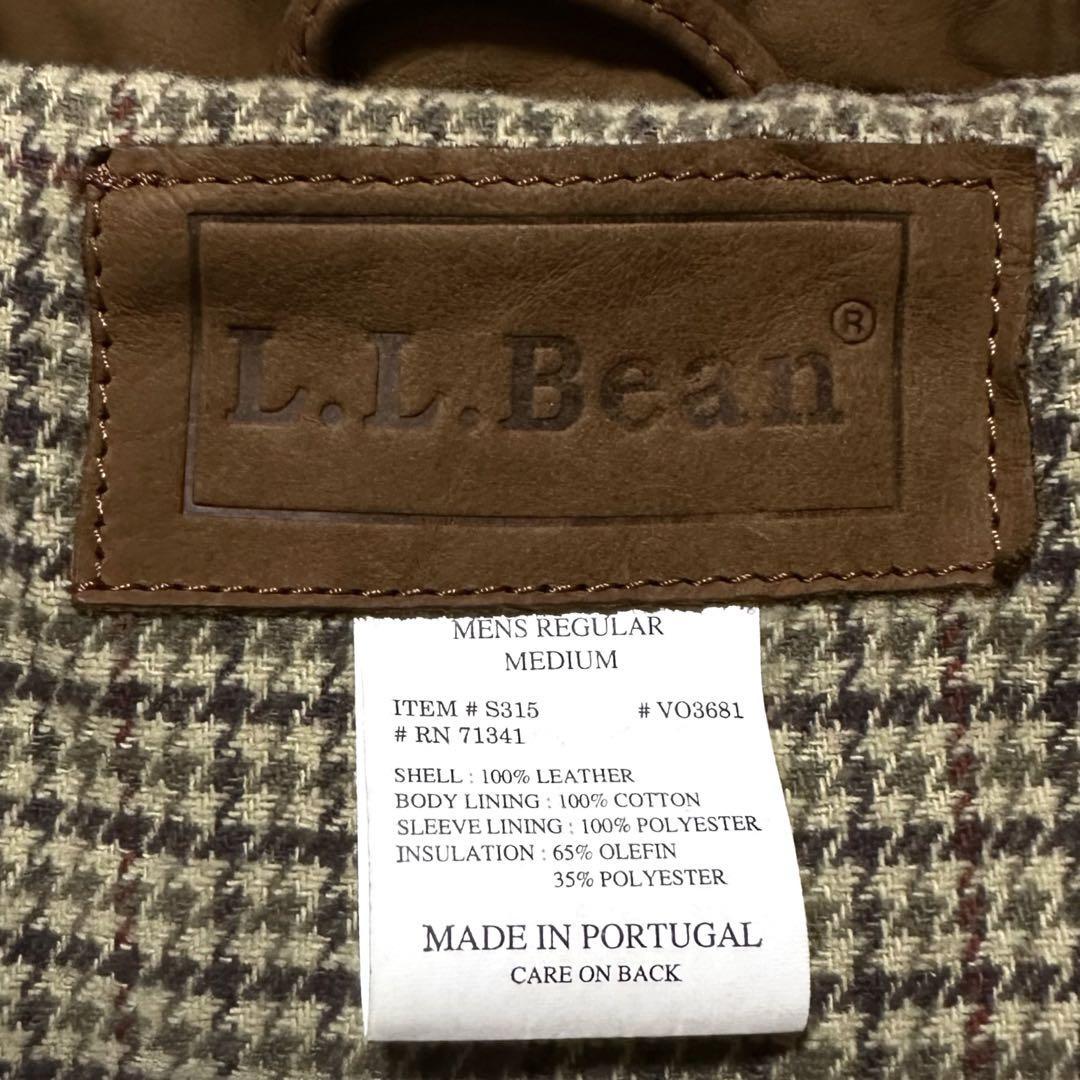 L.L.Bean®
MENS REGULAR
MEDIUM
ITEM # S315 # VO3681
# RN 71341
SHELL : 100% LEATHER
BODY LINING : 100% COTTON
SLEEVE LINING : 100% POLYESTER
INSULATION : 65% OLEFIN
35% POLYESTER
MADE IN PORTUGAL
CARE ON BACK